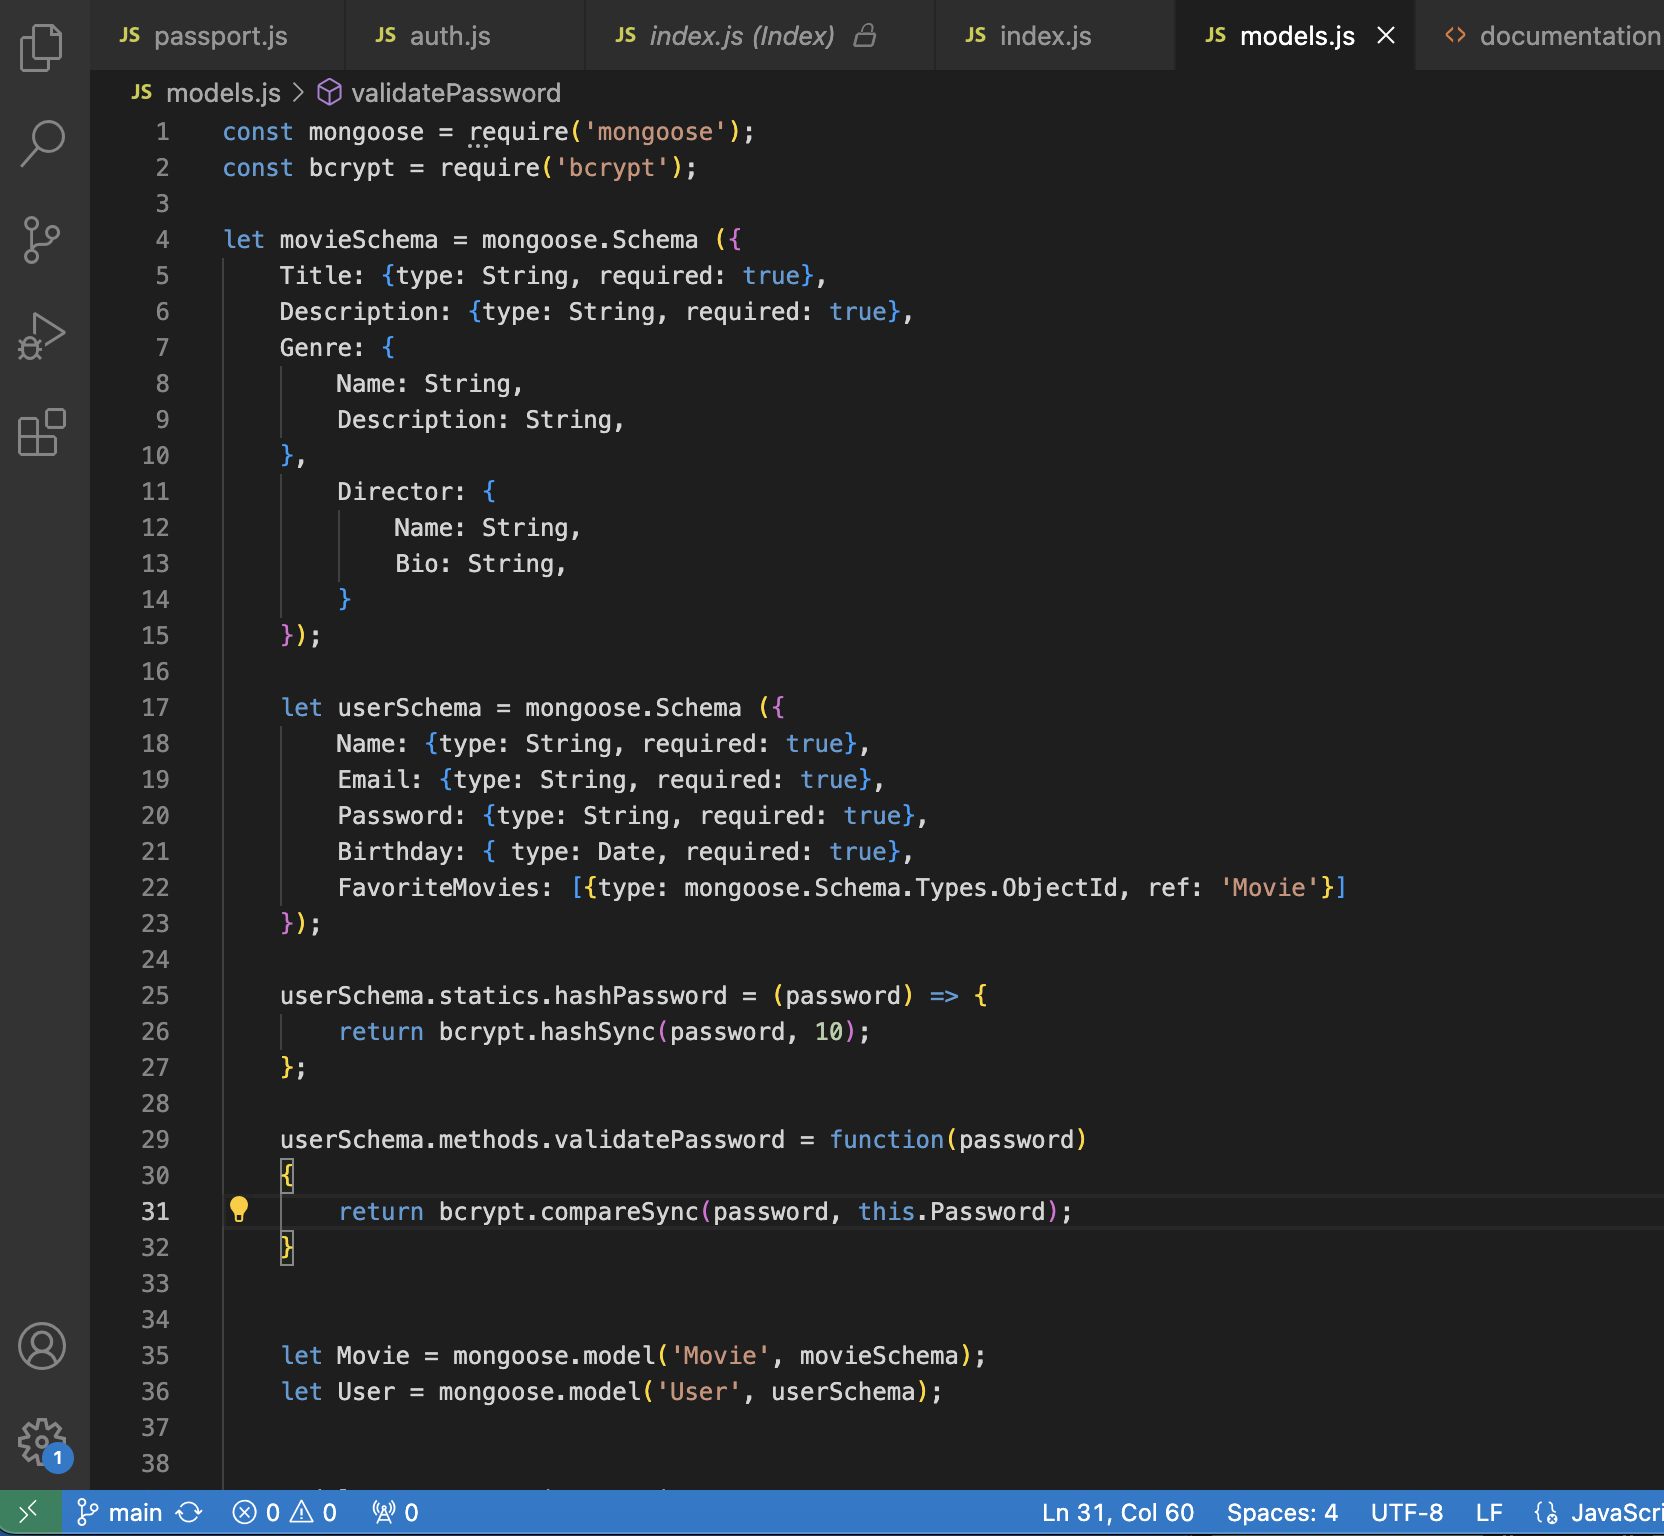 JS passport.js JS auth.js JS index.js (Index) JS index.js JS models.js × <> documentation
JS models.js > validatePassword
1 const mongoose = require('mongoose');
2 const bcrypt = require('bcrypt');
3
4 let movieSchema = mongoose.Schema ({
5 Title: {type: String, required: true},
6 Description: {type: String, required: true},
7 Genre: {
8 Name: String,
9 Description: String,
10 },
11 Director: {
12 Name: String,
13 Bio: String,
14 }
15 });
16
17 let userSchema = mongoose.Schema ({
18 Name: {type: String, required: true},
19 Email: {type: String, required: true},
20 Password: {type: String, required: true},
21 Birthday: { type: Date, required: true},
22 FavoriteMovies: [{type: mongoose.Schema.Types.ObjectId, ref: 'Movie'}]
23 });
24
25 userSchema.statics.hashPassword = (password) => {
26 return bcrypt.hashSync(password, 10);
27 };
28
29 userSchema.methods.validatePassword = function(password)
30 {
31 return bcrypt.compareSync(password, this.Password);
32 }
33
34
35 let Movie = mongoose.model('Movie', movieSchema);
36 let User = mongoose.model('User', userSchema);
37
38
1
main 0 0 0 Ln 31, Col 60 Spaces: 4 UTF-8 LF JavaScri